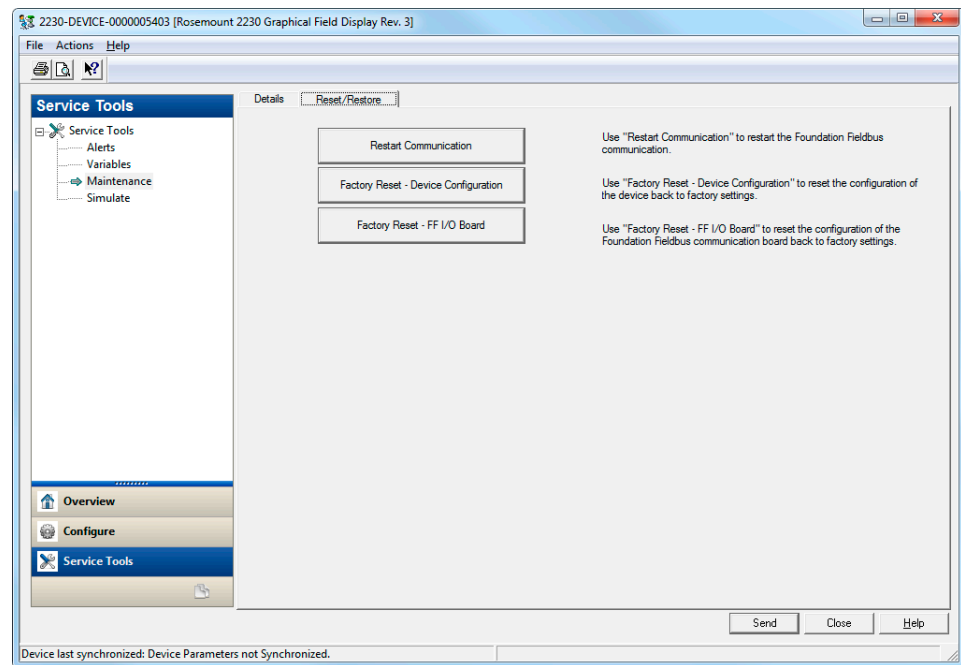 2230-DEVICE-0000005403 [Rosemount 2230 Graphical Field Display Rev. 3]
File Actions Help
Service Tools
Service Tools
Alerts
Variables
Maintenance
Simulate
Overview
Configure
Service Tools
Details Reset/Restore
Restart Communication
Use "Restart Communication" to restart the Foundation Fieldbus
communication.
Factory Reset - Device Configuration
Use "Factory Reset - Device Configuration" to reset the configuration of
the device back to factory settings.
Factory Reset - FF I/O Board
Use "Factory Reset - FF I/O Board" to reset the configuration of the
Foundation Fieldbus communication board back to factory settings.
Send Close Help
Device last synchronized: Device Parameters not Synchronized.